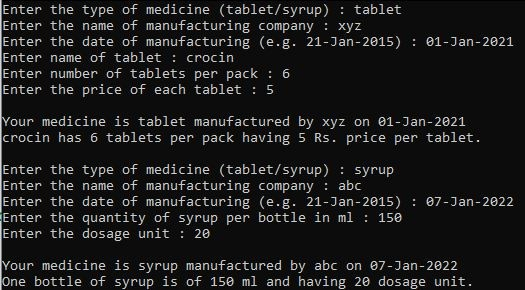 Enter the type of medicine (tablet/syrup) : tablet
Enter the name of manufacturing company : xyz
Enter the date of manufacturing (e.g. 21-Jan-2015) : 01-Jan-2021
Enter name of tablet : crocin
Enter number of tablets per pack : 6
Enter the price of each tablet : 5

Your medicine is tablet manufactured by xyz on 01-Jan-2021
crocin has 6 tablets per pack having 5 Rs. price per tablet.

Enter the type of medicine (tablet/syrup) : syrup
Enter the name of manufacturing company : abc
Enter the date of manufacturing (e.g. 21-Jan-2015) : 07-Jan-2022
Enter the quantity of syrup per bottle in ml : 150
Enter the dosage unit : 20

Your medicine is syrup manufactured by abc on 07-Jan-2022
One bottle of syrup is of 150 ml and having 20 dosage unit.